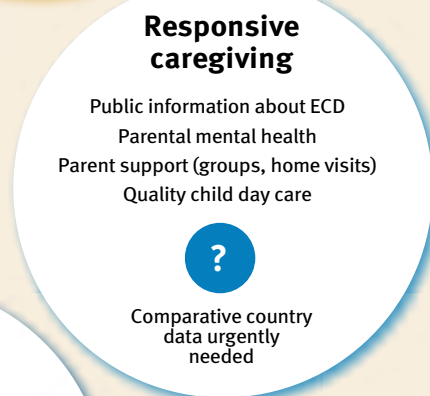 Responsive
caregiving
Public information about ECD
Parental mental health
Parent support (groups, home visits)
Quality child day care
?
Comparative country
data urgently
needed